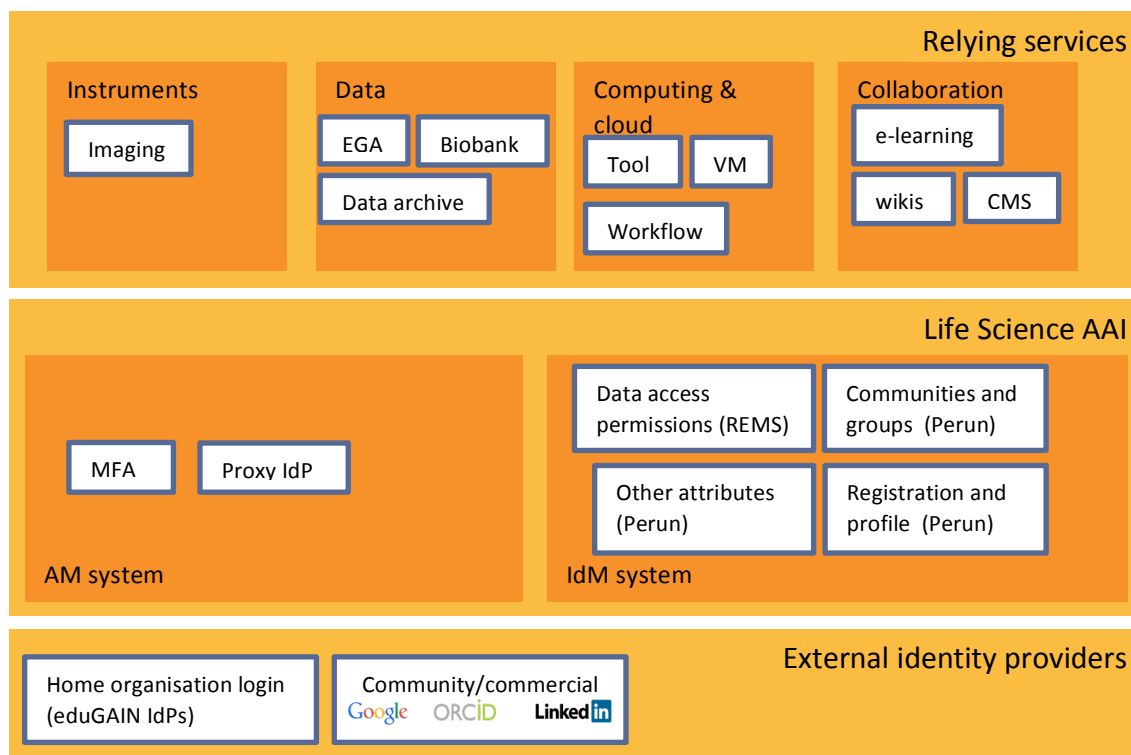 Relying services
Instruments
Imaging
Data
EGA
Biobank
Data archive
Computing &
cloud
Tool
VM
Workflow
Collaboration
e-learning
wikis
CMS
Life Science AAI
MFA
Proxy IdP
AM system
Data access
permissions (REMS)
Communities and
groups (Perun)
Other attributes
(Perun)
Registration and
profile (Perun)
IdM system
External identity providers
Home organisation login
(eduGAIN IdPs)
Community/commercial
Google ORCiD Linked in